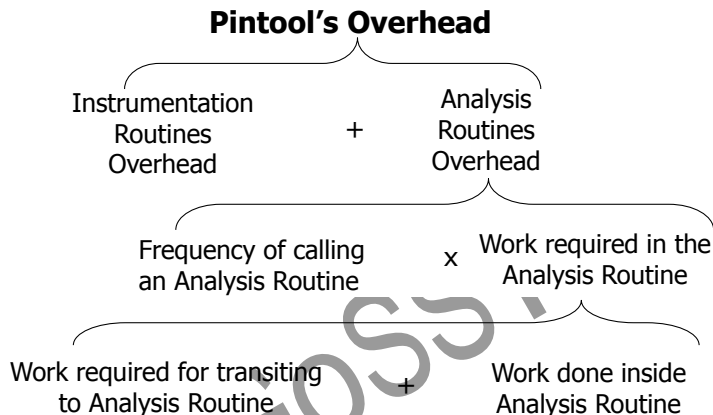 Pintool's Overhead
Instrumentation
Routines
Overhead
+
Analysis
Routines
Overhead
Frequency of calling
an Analysis Routine
x
Work required in the
Analysis Routine
Work required for transiting
to Analysis Routine
+
Work done inside
Analysis Routine